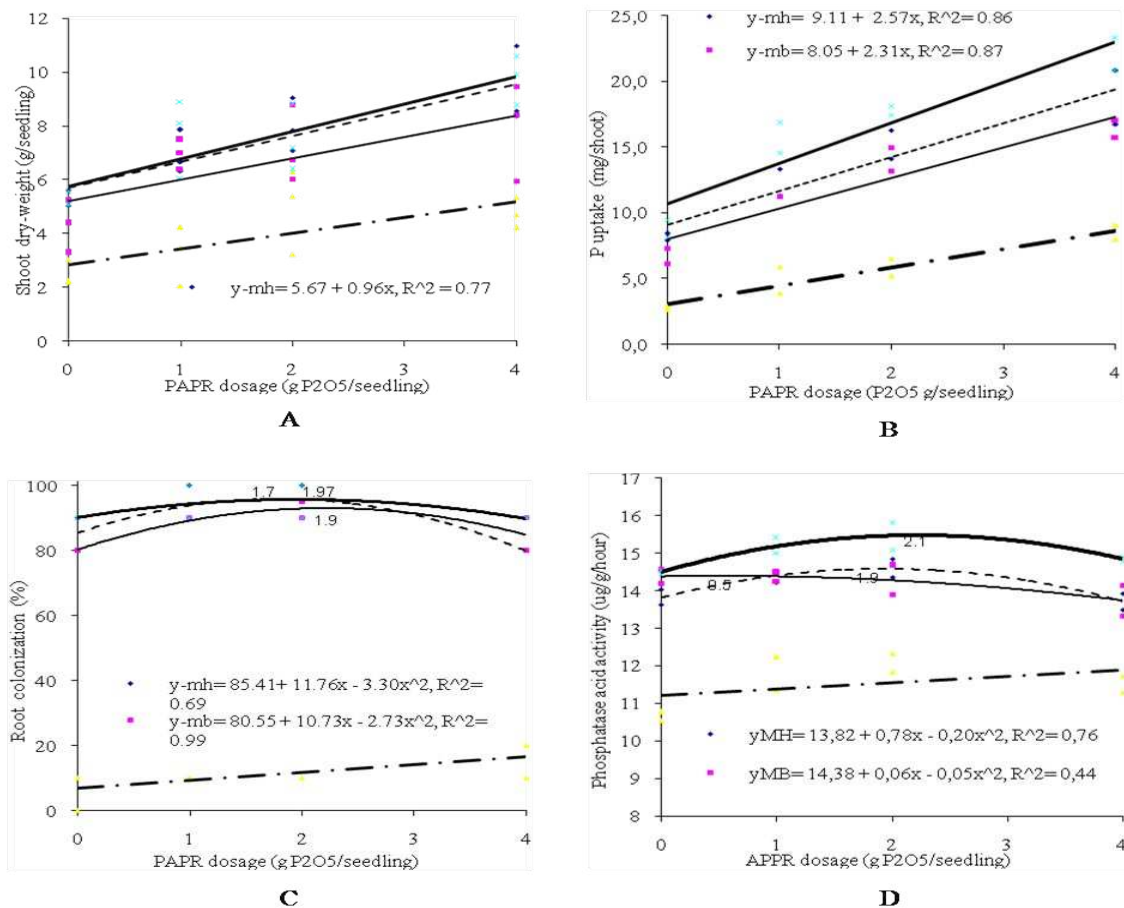 12
10
8
6
4
2
0
Shoot dry-weight (g/seedling)
y-mh= 5.67 + 0.96x, R^2 = 0.77
0 1 2 3 4
PAPR dosage (g P2O5/seedling)
A
25,0
20,0
15,0
10,0
5,0
0,0
P uptake (mg/shoot)
y-mh= 9.11 + 2.57x, R^2= 0.86
y-mb= 8.05 + 2.31x, R^2= 0.87
0 1 2 3 4
PAPR dosage (P2O5 g/seedling)
B
100
80
60
40
20
0
Root colonization (%)
1.7 1.97
1.9
y-mh= 85.41+ 11.76x - 3.30x^2, R^2=
0.69
y-mb= 80.55 + 10.73x - 2.73x^2, R^2=
0.99
0 1 2 3 4
PAPR dosage (g P2O5/seedling)
C
17
16
15
14
13
12
11
10
9
8
Phosphatase acid activity (ug/g/hour)
2.1
1.9
yMH= 13,82 + 0,78x - 0,20x^2, R^2= 0,76
yMB= 14,38 + 0,06x - 0,05x^2, R^2= 0,44
0 1 2 3 4
APPR dosage (g P2O5/seedling)
D